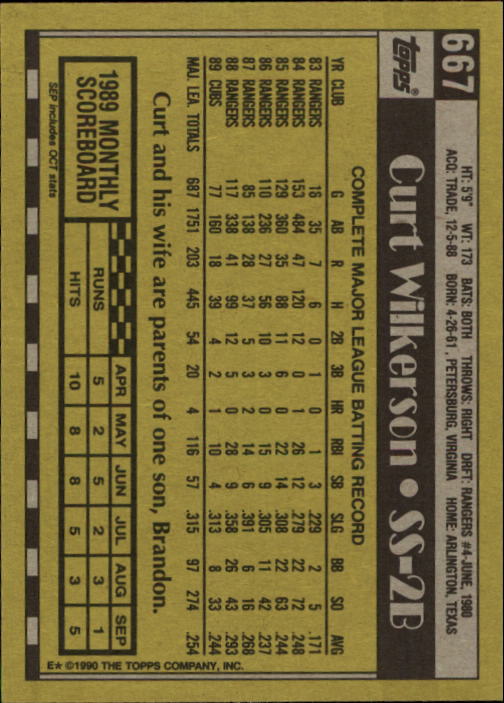 667
HT: 5'9" WT: 173 BATS: BOTH THROWS: RIGHT DRFT: RANGERS #4-JUNE, 1980
ACQ: TRADE, 12-5-88 BORN: 4-26-61, PETERSBURG, VIRGINIA HOME: ARLINGTON, TEXAS
TOPPS®
Curt Wilkerson • SS-2B
COMPLETE MAJOR LEAGUE BATTING RECORD
YR CLUB G AB R H 2B 3B HR RBI SB SLG BB SO AVG
83 RANGERS 16 35 7 6 0 1 0 1 3 .229 2 5 .171
84 RANGERS 153 484 47 120 12 0 1 26 12 .279 22 72 .248
85 RANGERS 129 360 35 88 11 6 0 22 14 .308 22 63 .244
86 RANGERS 110 236 27 56 10 3 0 15 9 .305 11 42 .237
87 RANGERS 85 138 28 37 5 3 2 14 6 .391 6 16 .268
88 RANGERS 117 338 41 99 12 5 0 28 9 .358 26 43 .293
89 CUBS 77 160 18 39 4 2 1 10 4 .313 8 33 .244
MAJ. LEA. TOTALS 687 1751 203 445 54 20 4 116 57 .315 97 274 .254
Curt and his wife are parents of one son, Brandon.
1989 MONTHLY
SCOREBOARD
APR MAY JUN JUL AUG SEP
RUNS 5 2 5 2 3 1
HITS 10 8 8 5 3 5
SEP includes OCT stats
E* ©1990 THE TOPPS COMPANY, INC.